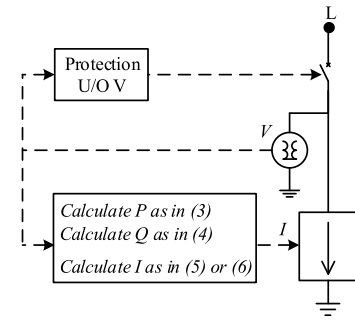 L
Protection
U/O V
V
Calculate P as in (3)
Calculate Q as in (4)
Calculate I as in (5) or (6)
I